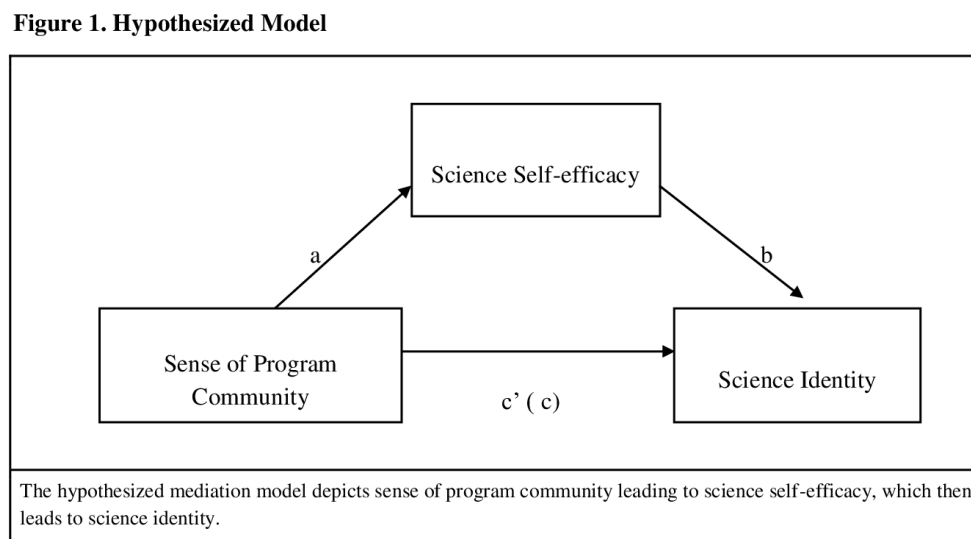 Figure 1. Hypothesized Model
Science Self-efficacy
a
b
Sense of Program
Community
Science Identity
c’ ( c)
The hypothesized mediation model depicts sense of program community leading to science self-efficacy, which then
leads to science identity.